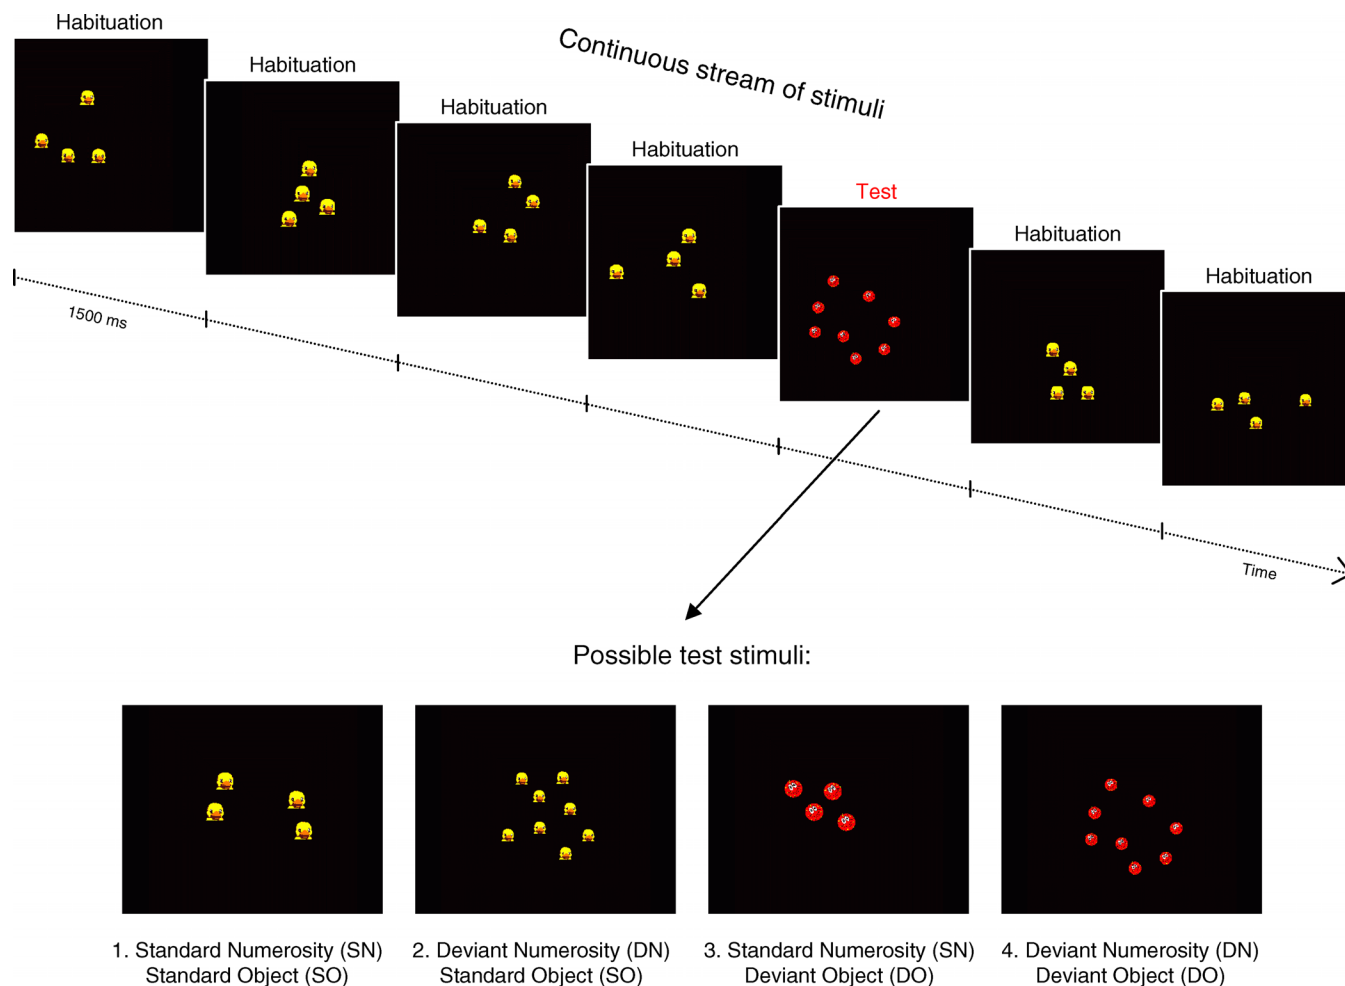 Habituation
Habituation
Habituation
Habituation
Continuous stream of stimuli
Test
Habituation
Habituation
1500 ms
Time
Possible test stimuli:
1. Standard Numerosity (SN)
Standard Object (SO)
2. Deviant Numerosity (DN)
Standard Object (SO)
3. Standard Numerosity (SN)
Deviant Object (DO)
4. Deviant Numerosity (DN)
Deviant Object (DO)